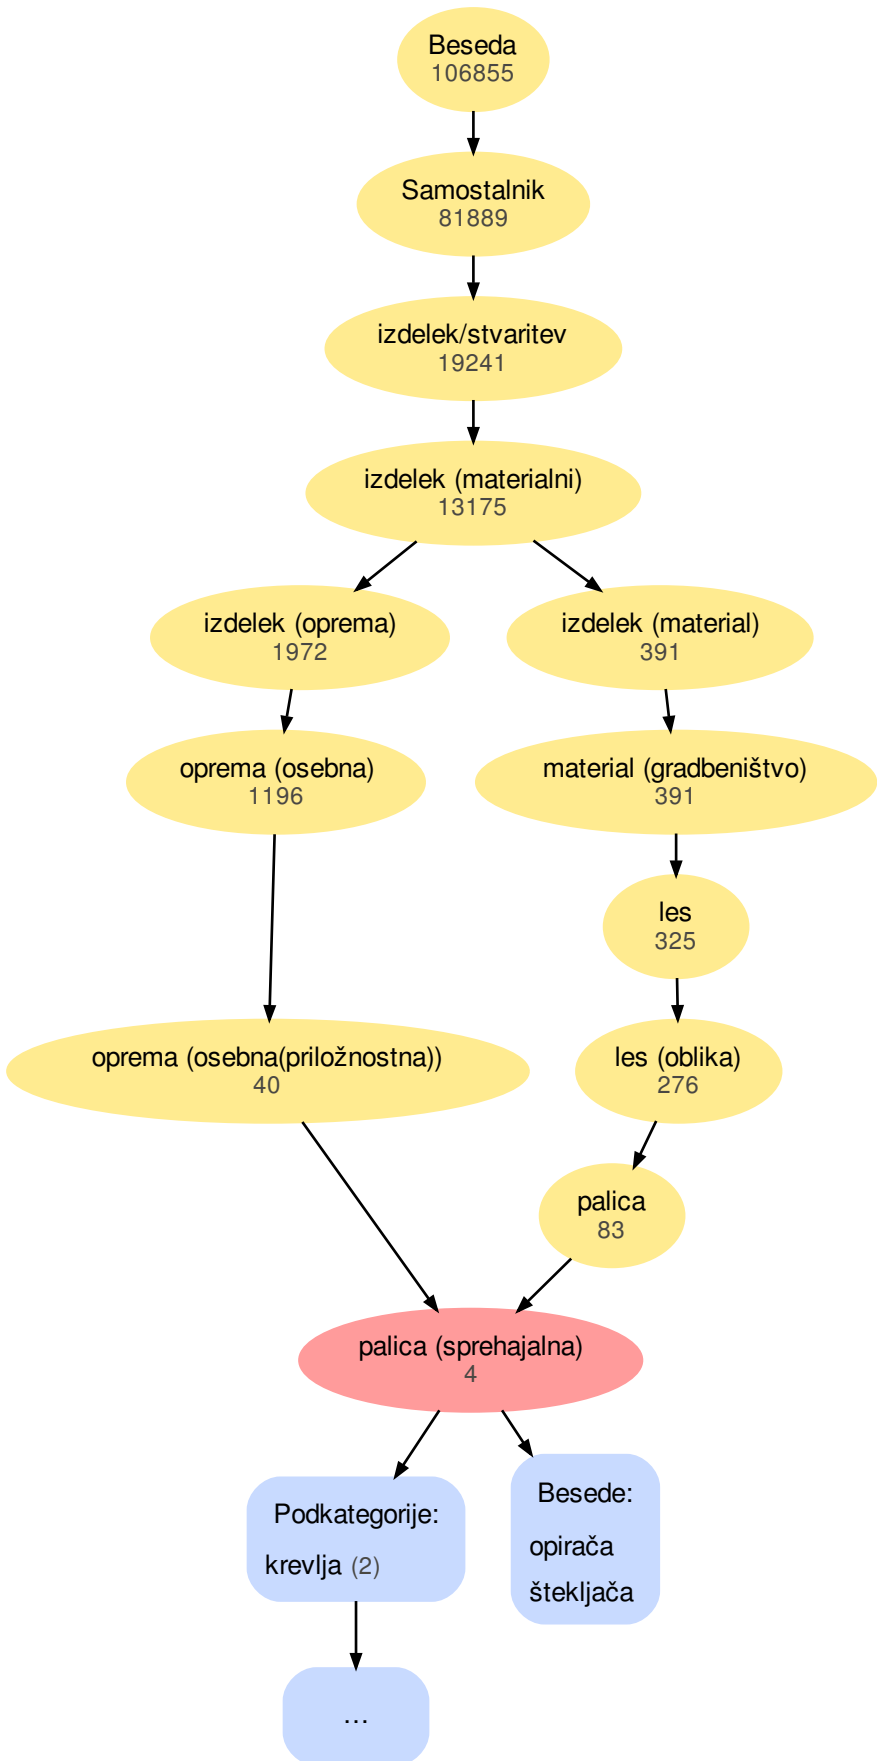 Beseda
106855
Samostalnik
81889
izdelek/stvaritev
19241
izdelek (materialni)
13175
izdelek (oprema)
1972
izdelek (material)
391
oprema (osebna)
1196
material (gradbeništvo)
391
les
325
oprema (osebna(priložnostna))
40
les (oblika)
276
palica
83
palica (sprehajalna)
4
Podkategorije:
krevlja (2)
Besede:
opirača
štekljača
...